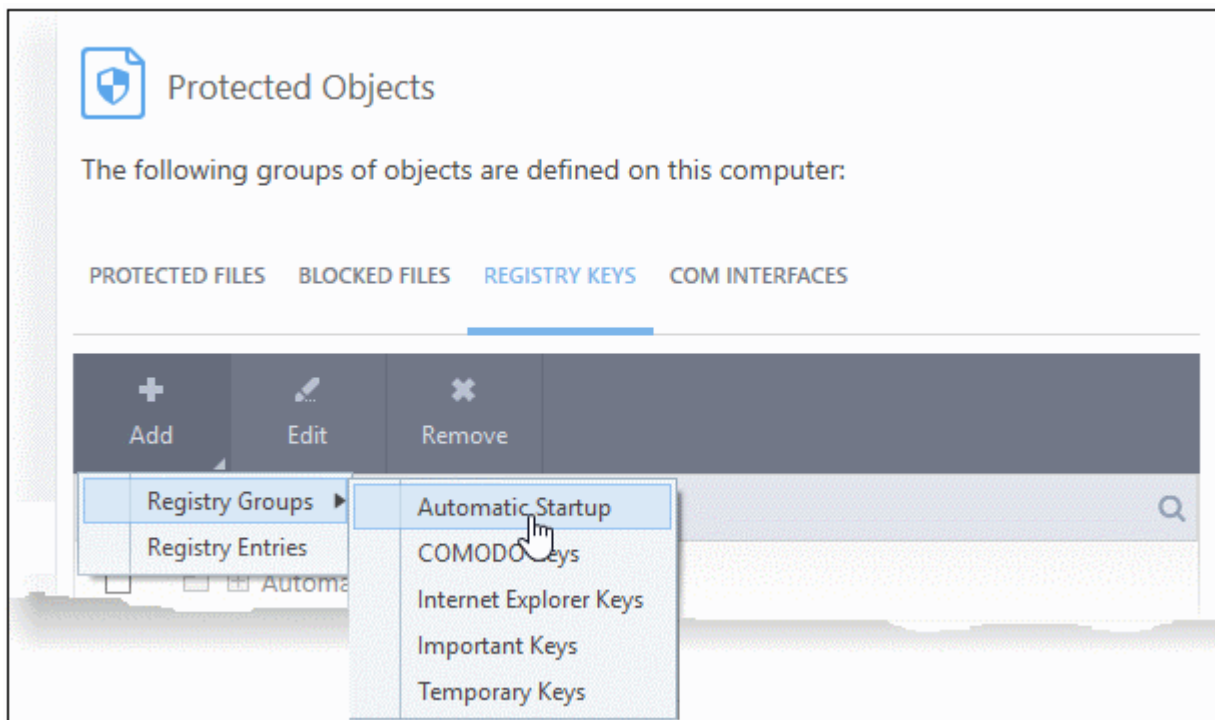 Protected Objects
The following groups of objects are defined on this computer:
PROTECTED FILES BLOCKED FILES REGISTRY KEYS COM INTERFACES
Add Edit Remove
Registry Groups
Registry Entries
Automatic Startup
COMODO Keys
Internet Explorer Keys
Important Keys
Temporary Keys